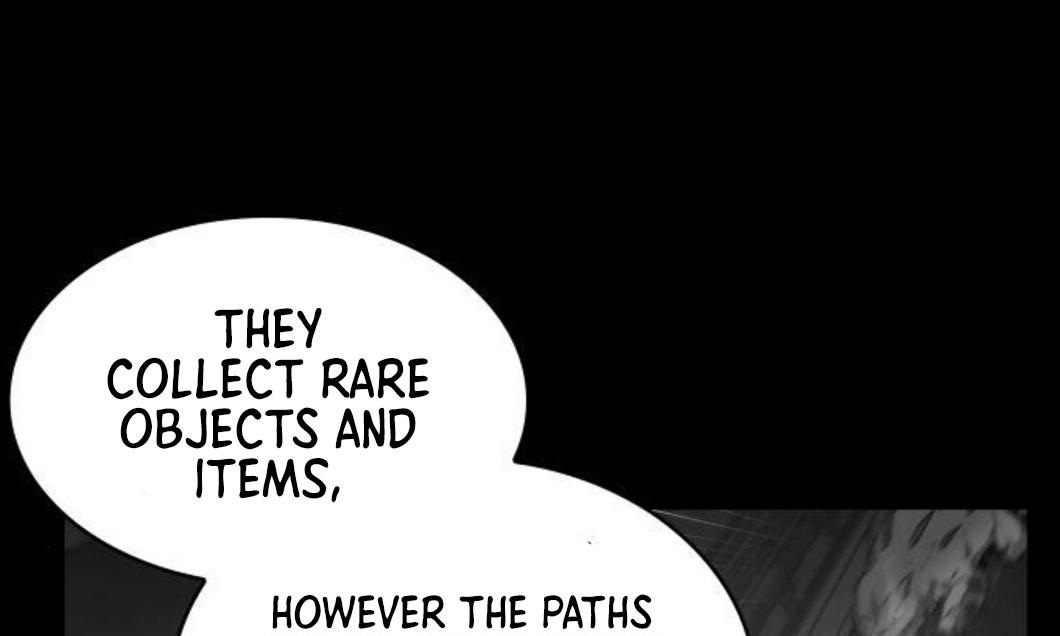 THEY
COLLECT RARE
OBJECTS AND
ITEMS,
HOWEVER THE PATHS